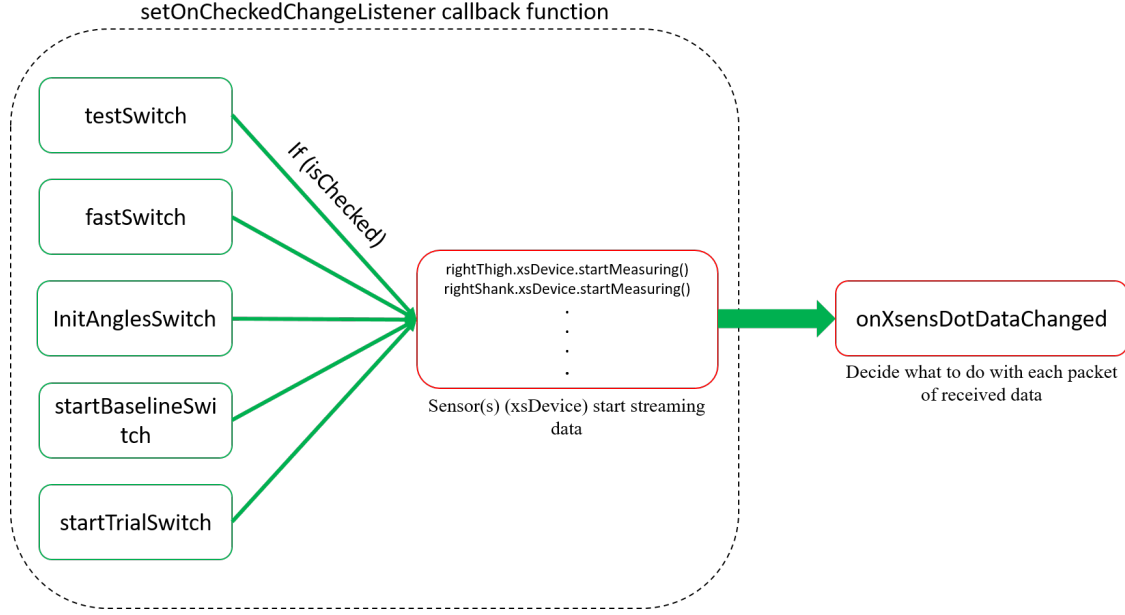 setOnCheckedChangeListener callback function
testSwitch
fastSwitch
InitAnglesSwitch
startBaselineSwi
tch
startTrialSwitch
If (isChecked)
rightThigh.xsDevice.startMeasuring()
rightShank.xsDevice.startMeasuring()
.
.
.
.
Sensor(s) (xsDevice) start streaming
data
onXsensDotDataChanged
Decide what to do with each packet
of received data